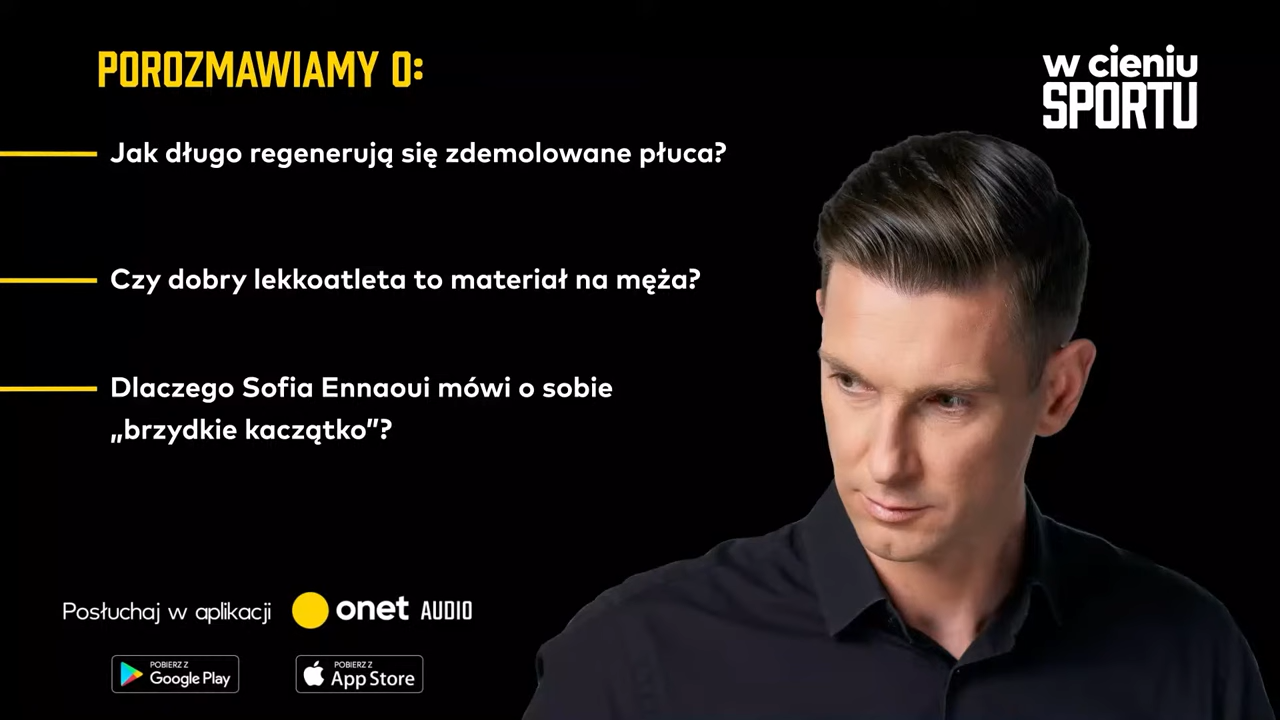 POROZMAWIAMY O:
w cieniu
SPORTU
Jak długo regenerują się zdemolowane płuca?
Czy dobry lekkoatleta to materiał na męża?
Dlaczego Sofia Ennaoui mówi o sobie
„brzydkie kaczątko”?
Posłuchaj w aplikacji onet AUDIO
POBIERZ Z
Google Play
POBIERZ Z
App Store